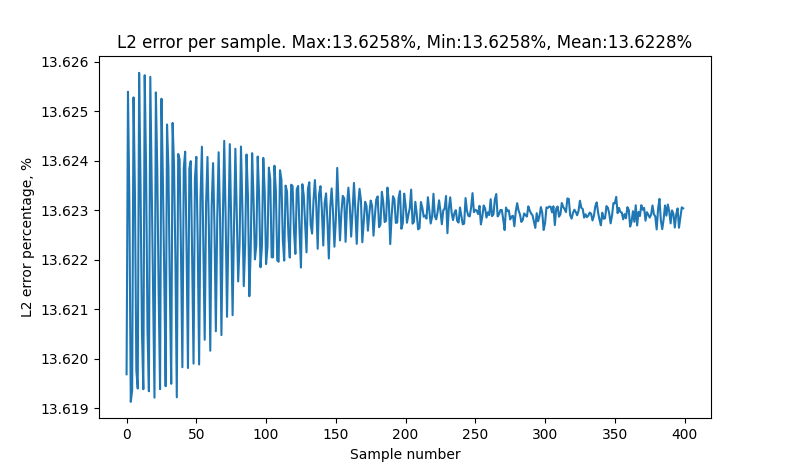 L2 error per sample. Max:13.6258%, Min:13.6258%, Mean:13.6228%
13.626
13.625
13.624
13.623
13.622
13.621
13.620
13.619
L2 error percentage, %
0 50 100 150 200 250 300 350 400
Sample number